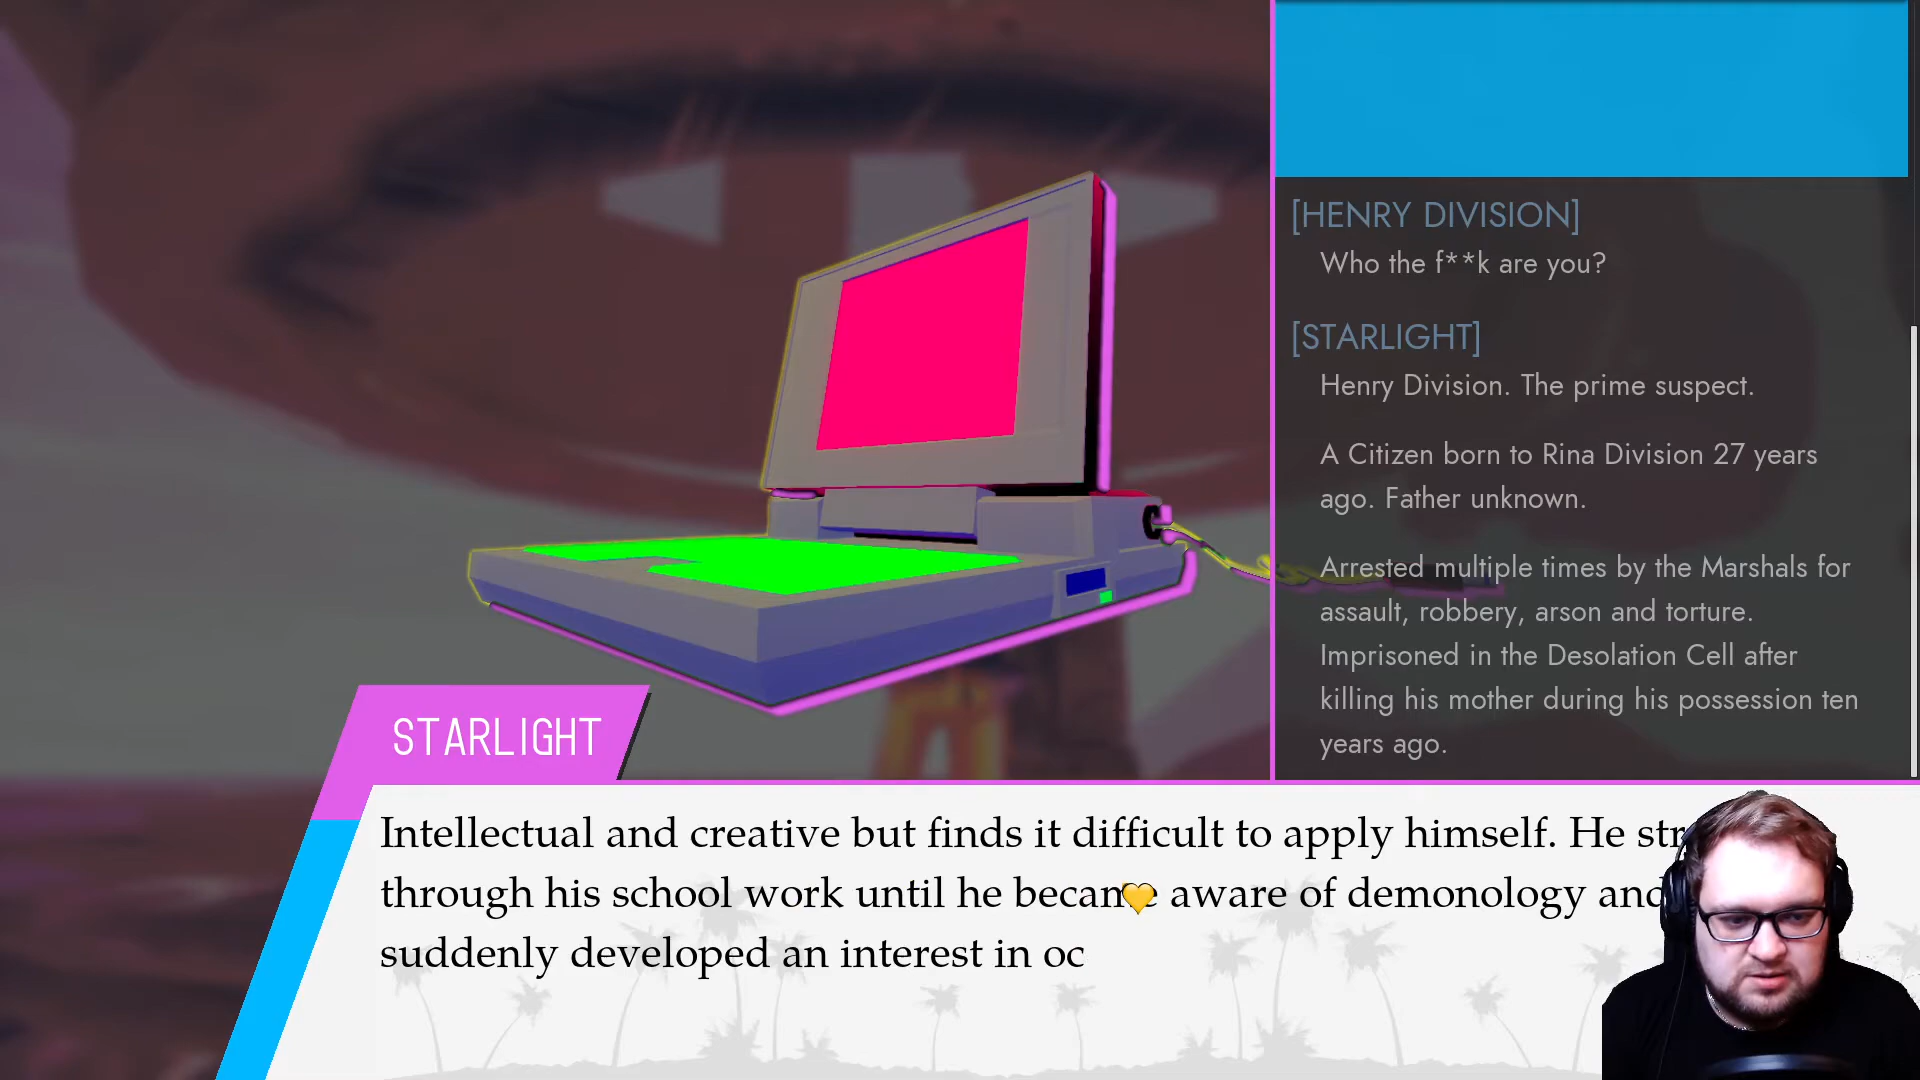 [HENRY DIVISION]
Who the f**k are you?
[STARLIGHT]
Henry Division. The prime suspect.
A Citizen born to Rina Division 27 years
ago. Father unknown.
Arrested multiple times by the Marshals for
assault, robbery, arson and torture.
Imprisoned in the Desolation Cell after
killing his mother during his possession ten
years ago.
STARLIGHT
Intellectual and creative but finds it difficult to apply himself. He
through his school work until he became aware of demonology and
suddenly developed an interest in oc